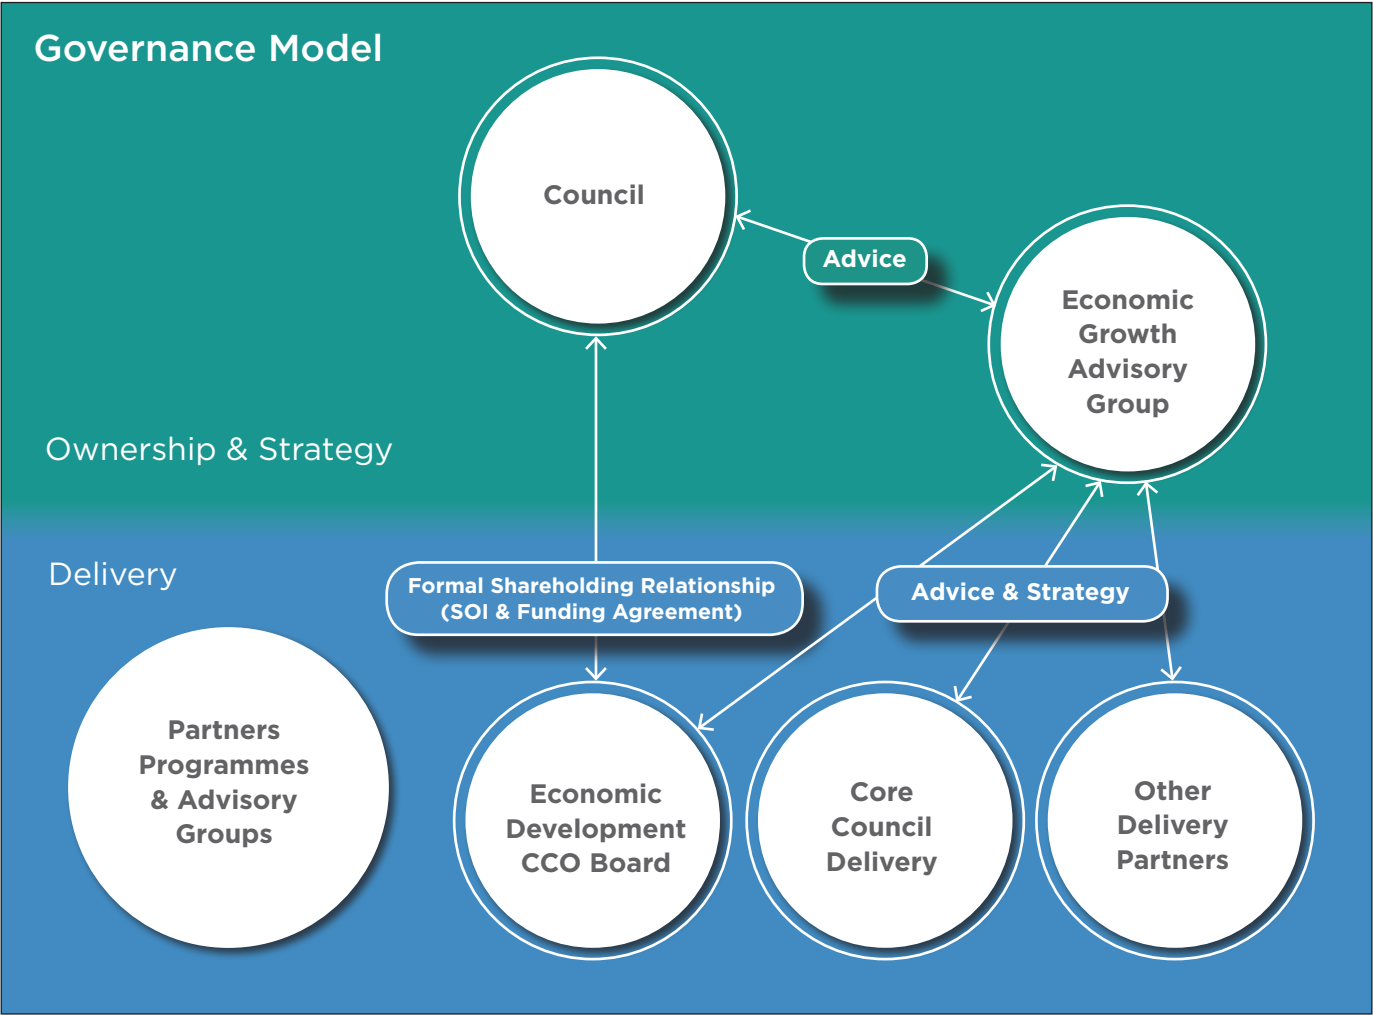 Governance Model
Council
Advice
Economic
Growth
Advisory
Group
Ownership & Strategy
Delivery
Formal Shareholding Relationship
(SOI & Funding Agreement)
Advice & Strategy
Partners
Programmes
& Advisory
Groups
Economic
Development
CCO Board
Core
Council
Delivery
Other
Delivery
Partners